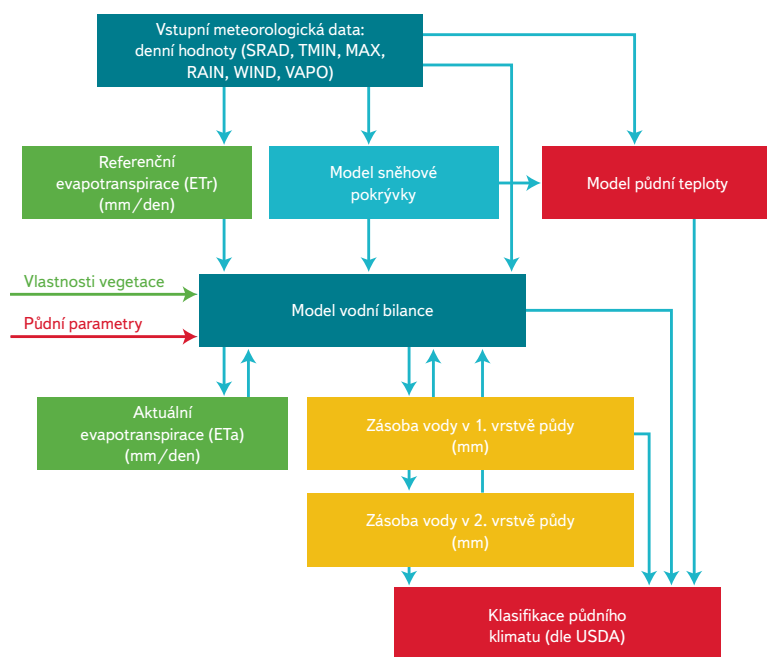 Vstupní meteorologická data:
denní hodnoty (SRAD, TMIN, MAX,
RAIN, WIND, VAPO)
Referenční
evapotranspirace (ETr)
(mm/den)
Model sněhové
pokrývky
Model půdní teploty
Vlastnosti vegetace
Půdní parametry
Model vodní bilance
Aktuální
evapotranspirace (ETa)
(mm/den)
Zásoba vody v 1. vrstvě půdy
(mm)
Zásoba vody v 2. vrstvě půdy
(mm)
Klasifikace půdního
klimatu (dle USDA)